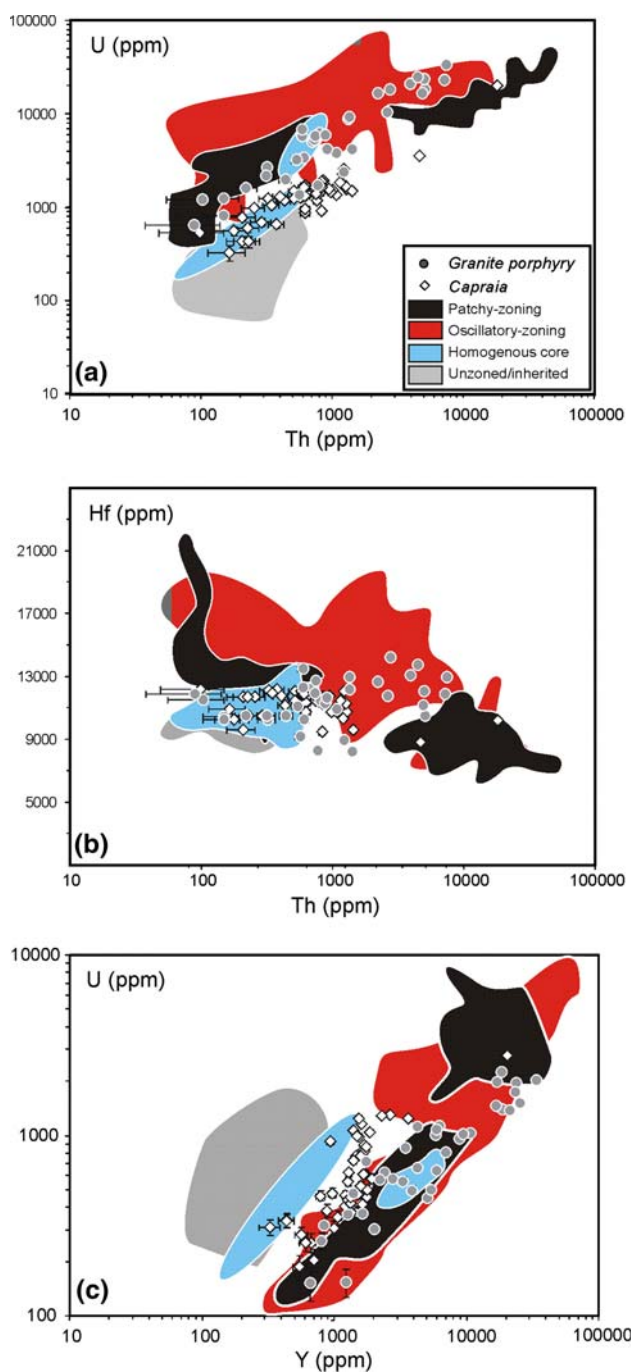 100000
U (ppm)
10000
1000
100
10
Granite porphyry
Capraia
Patchy-zoning
Oscillatory-zoning
Homogenous core
Unzoned/inherited
(a)
10 100 1000 10000 100000
Th (ppm)
Hf (ppm)
21000
17000
13000
9000
5000
(b)
10 100 1000 10000 100000
Th (ppm)
10000
U (ppm)
1000
100
(c)
10 100 1000 10000 100000
Y (ppm)